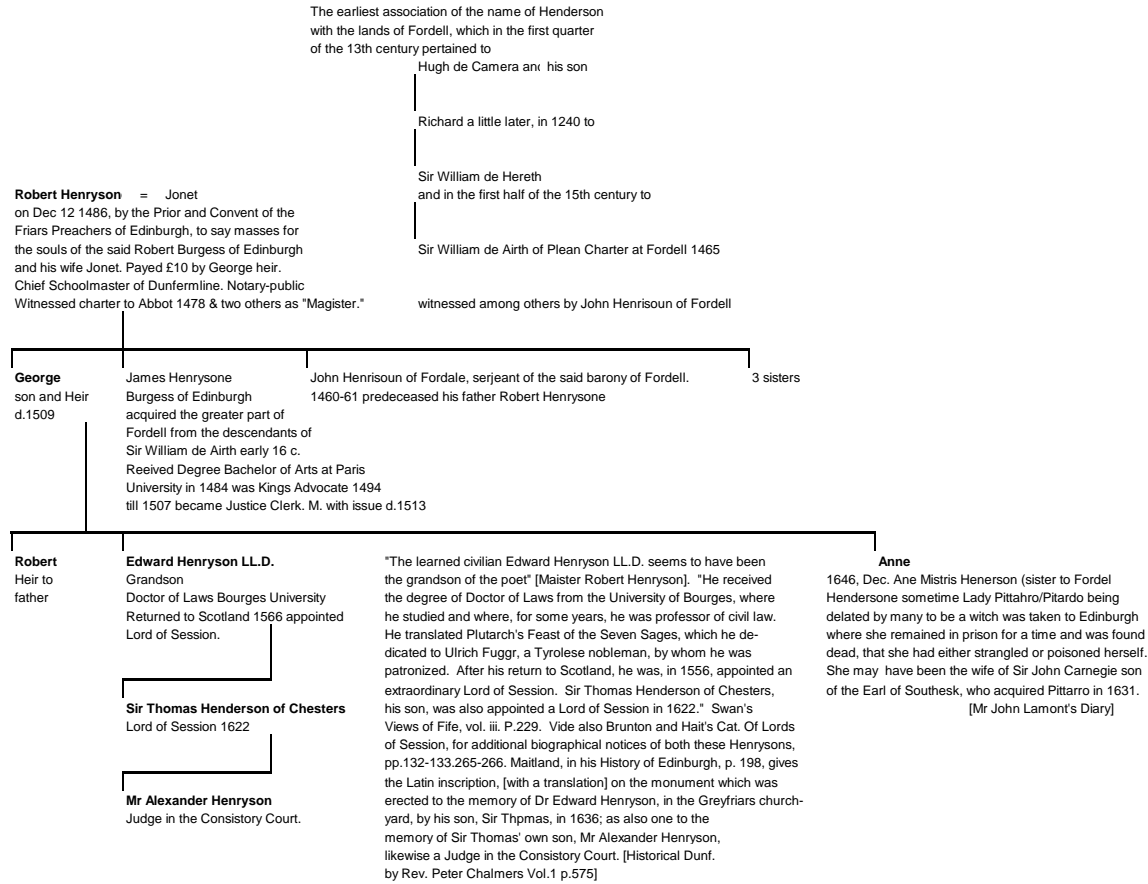 The earliest association of the name of Henderson
with the lands of Fordell, which in the first quarter
of the 13th century pertained to
Hugh de Camera and his son
Richard a little later, in 1240 to
Sir William de Hereth
and in the first half of the 15th century to
Sir William de Airth of Plean Charter at Fordell 1465
witnessed among others by John Henrisoun of Fordell
Robert Henryson = Jonet
on Dec 12 1486, by the Prior and Convent of the
Friars Preachers of Edinburgh, to say masses for
the souls of the said Robert Burgess of Edinburgh
and his wife Jonet. Payed £10 by George heir.
Chief Schoolmaster of Dunfermline. Notary-public
Witnessed charter to Abbot 1478 & two others as "Magister."
George
son and Heir
d.1509
James Henrysone
Burgess of Edinburgh
acquired the greater part of
Fordell from the descendants of
Sir William de Airth early 16 c.
Reeived Degree Bachelor of Arts at Paris
University in 1484 was Kings Advocate 1494
till 1507 became Justice Clerk. M. with issue d.1513
John Henrisoun of Fordale, serjeant of the said barony of Fordell.
1460-61 predeceased his father Robert Henrysone
3 sisters
Robert
Heir to
father
Edward Henryson LL.D.
Grandson
Doctor of Laws Bourges University
Returned to Scotland 1566 appointed
Lord of Session.
Sir Thomas Henderson of Chesters
Lord of Session 1622
Mr Alexander Henryson
Judge in the Consistory Court.
"The learned civilian Edward Henryson LL.D. seems to have been
the grandson of the poet" [Maister Robert Henryson]. "He received
the degree of Doctor of Laws from the University of Bourges, where
he studied and where, for some years, he was professor of civil law.
He translated Plutarch's Feast of the Seven Sages, which he de-
dicated to Ulrich Fuggr, a Tyrolese nobleman, by whom he was
patronized. After his return to Scotland, he was, in 1556, appointed an
extraordinary Lord of Session. Sir Thomas Henderson of Chesters,
his son, was also appointed a Lord of Session in 1622." Swan's
Views of Fife, vol. iii. P.229. Vide also Brunton and Hait's Cat. Of Lords
of Session, for additional biographical notices of both these Henrysons,
pp.132-133.265-266. Maitland, in his History of Edinburgh, p. 198, gives
the Latin inscription, [with a translation] on the monument which was
erected to the memory of Dr Edward Henryson, in the Greyfriars church-
yard, by his son, Sir Thpmas, in 1636; as also one to the
memory of Sir Thomas' own son, Mr Alexander Henryson,
likewise a Judge in the Consistory Court. [Historical Dunf.
by Rev. Peter Chalmers Vol.1 p.575]
Anne
1646, Dec. Ane Mistris Henerson (sister to Fordel
Hendersone sometime Lady Pittahro/Pitardo being
delated by many to be a witch was taken to Edinburgh
where she remained in prison for a time and was found
dead, that she had either strangled or poisoned herself.
She may have been the wife of Sir John Carnegie son
of the Earl of Southesk, who acquired Pittarro in 1631.
[Mr John Lamont's Diary]